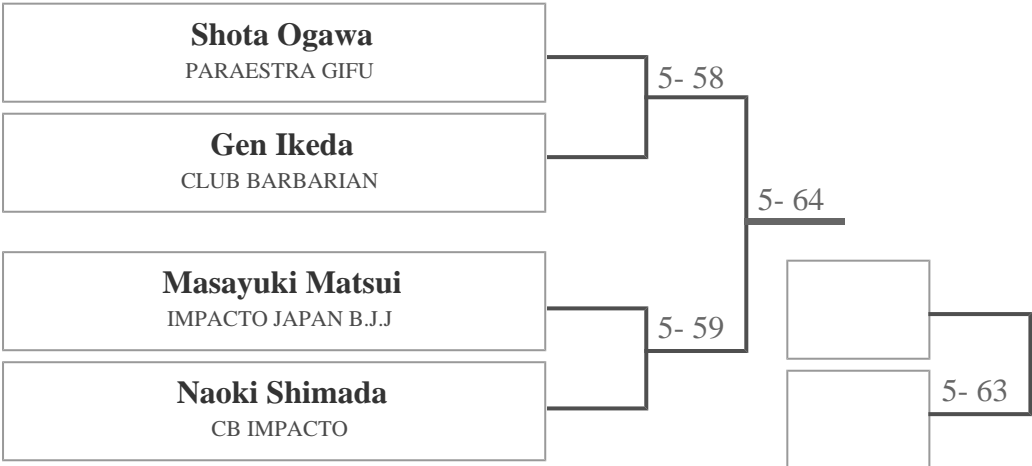 Shota Ogawa
PARAESTRA GIFU
5- 58
Gen Ikeda
CLUB BARBARIAN
5- 64
Masayuki Matsui
IMPACTO JAPAN B.J.J
5- 59
Naoki Shimada
CB IMPACTO
5- 63